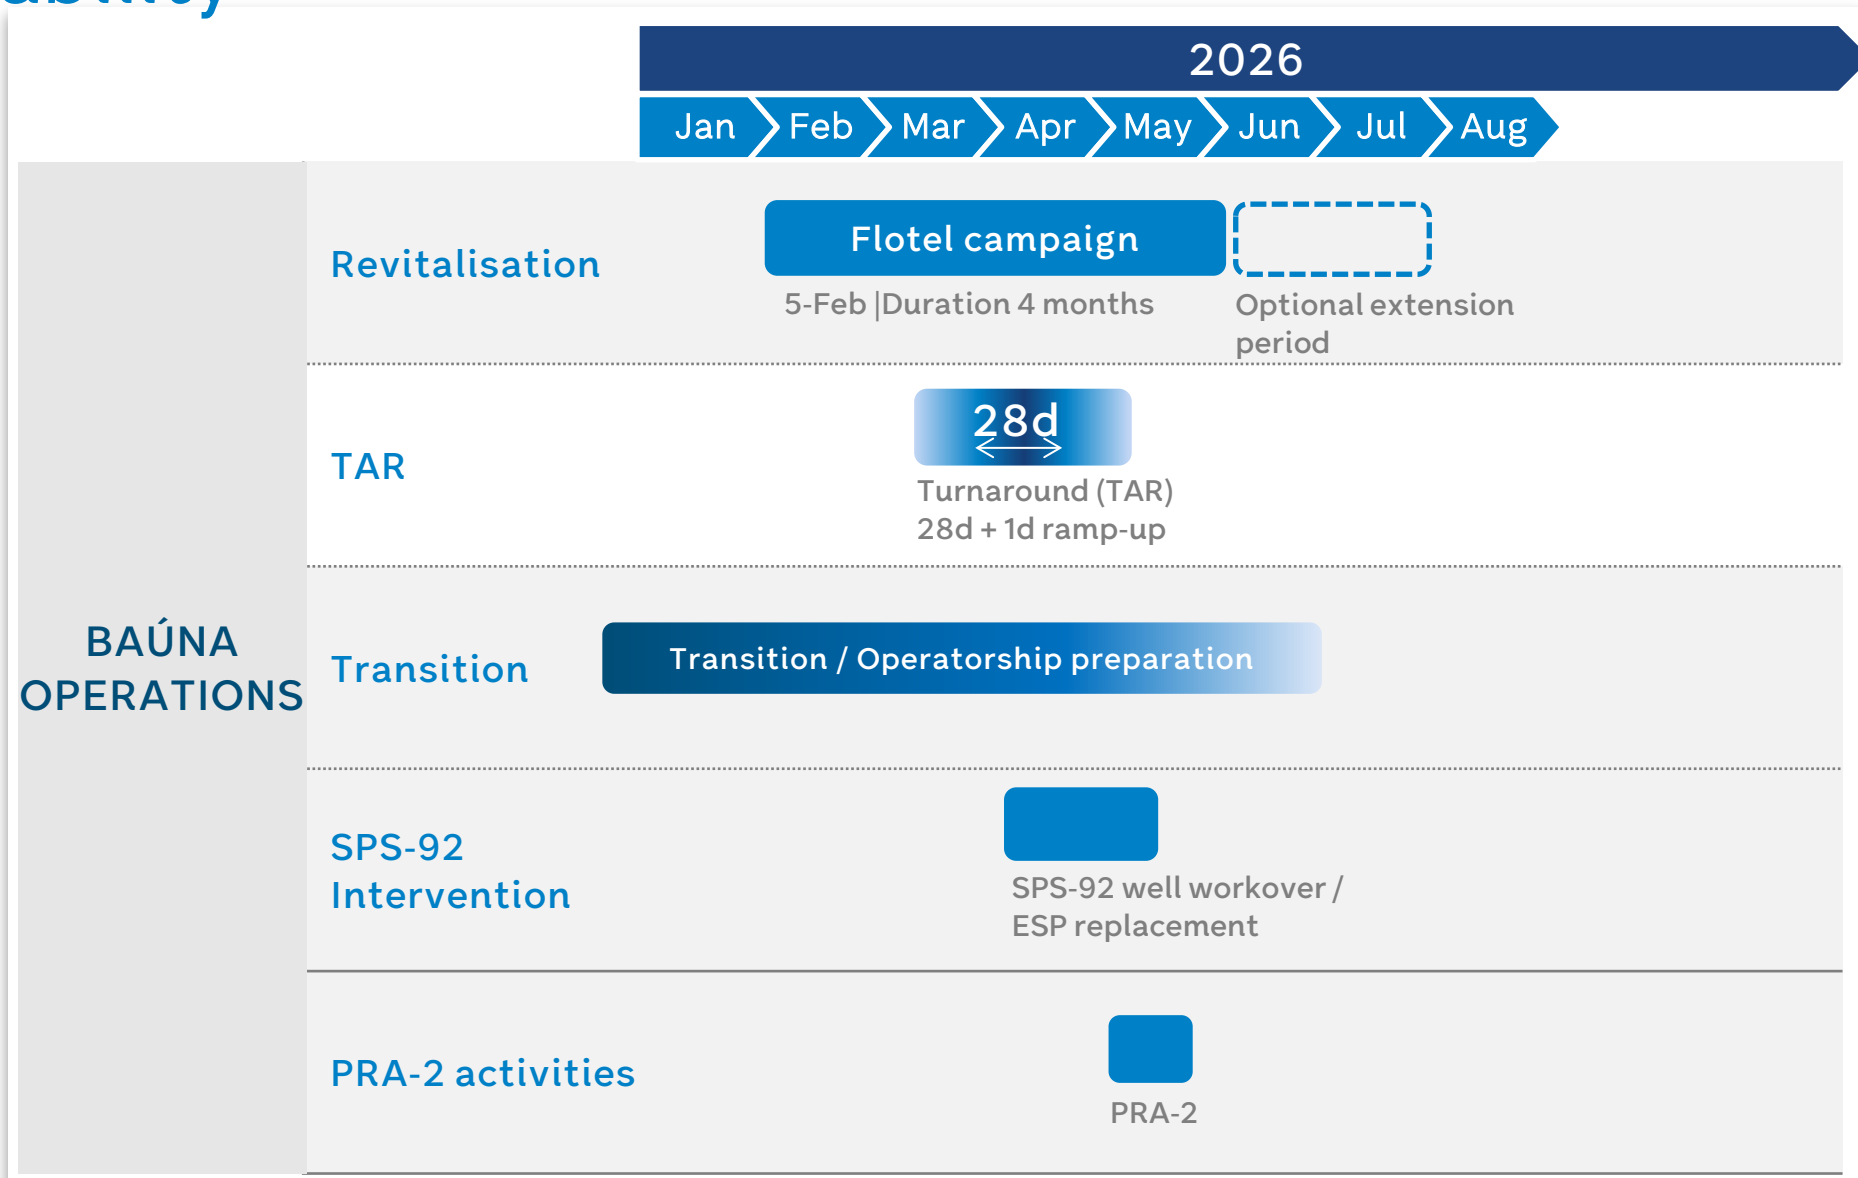 2026
Jan Feb Mar Apr May Jun Jul Aug
BAÚNA
OPERATIONS
Revitalisation
Flotel campaign
5-Feb |Duration 4 months
Optional extension
period
TAR
28d
Turnaround (TAR)
28d + 1d ramp-up
Transition
Transition / Operatorship preparation
SPS-92
Intervention
SPS-92 well workover /
ESP replacement
PRA-2 activities
PRA-2